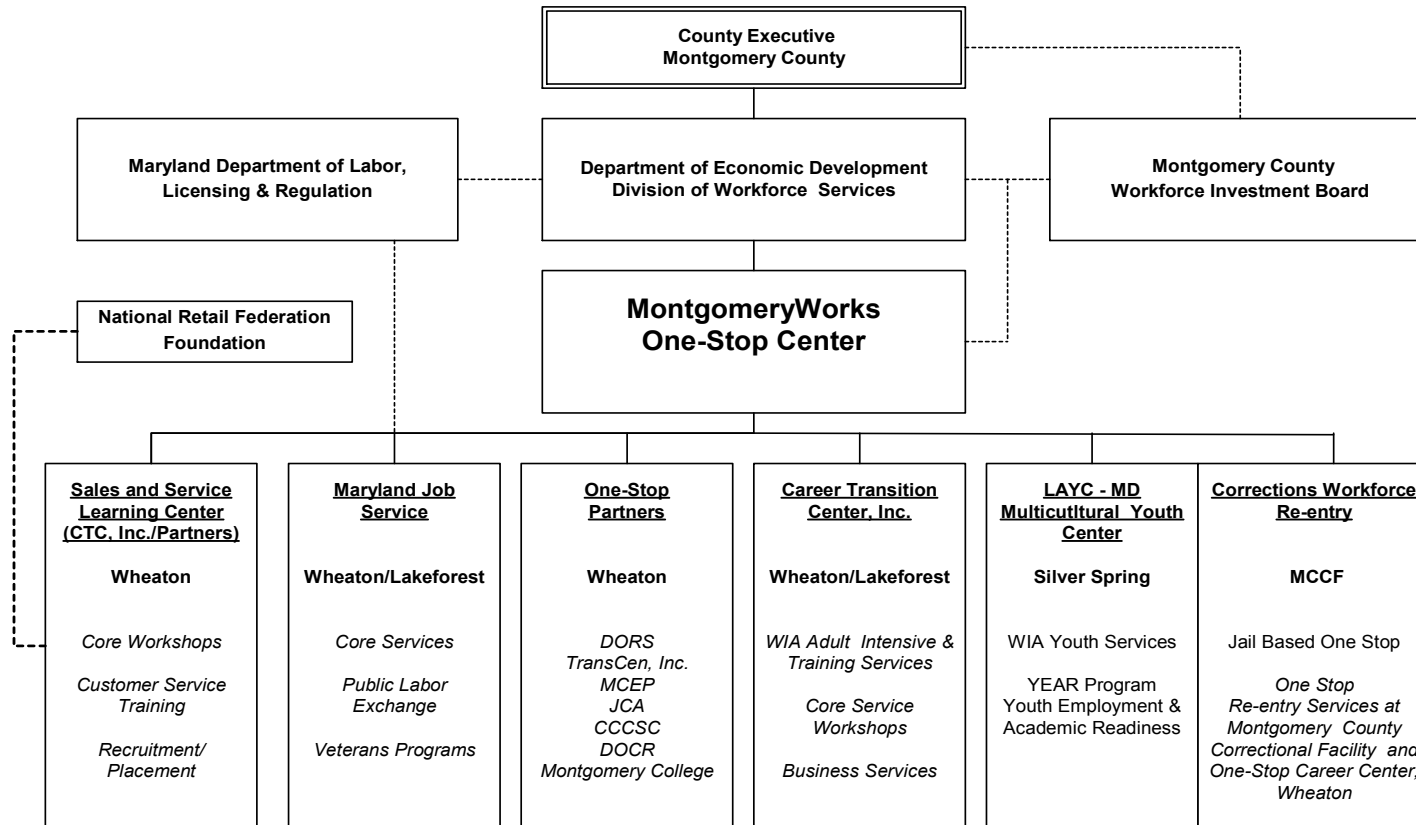 County Executive
Montgomery County
Maryland Department of Labor,
Licensing & Regulation
Department of Economic Development
Division of Workforce Services
Montgomery County
Workforce Investment Board
MontgomeryWorks
One-Stop Center
National Retail Federation
Foundation
Sales and Service
Learning Center
(CTC, Inc./Partners)
Wheaton
Core Workshops
Customer Service
Training
Recruitment/
Placement
Maryland Job
Service
Wheaton/Lakeforest
Core Services
Public Labor
Exchange
Veterans Programs
One-Stop
Partners
Wheaton
DORS
TransCen, Inc.
MCEP
JCA
CCCSC
DOCR
Montgomery College
Career Transition
Center, Inc.
Wheaton/Lakeforest
WIA Adult Intensive &
Training Services
Core Service
Workshops
Business Services
LAYC - MD
Multicutltural Youth
Center
Silver Spring
WIA Youth Services
YEAR Program
Youth Employment &
Academic Readiness
Corrections Workforce
Re-entry
MCCF
Jail Based One Stop
One Stop
Re-entry Services at
Montgomery County
Correctional Facility and
One-Stop Career Center,
Wheaton